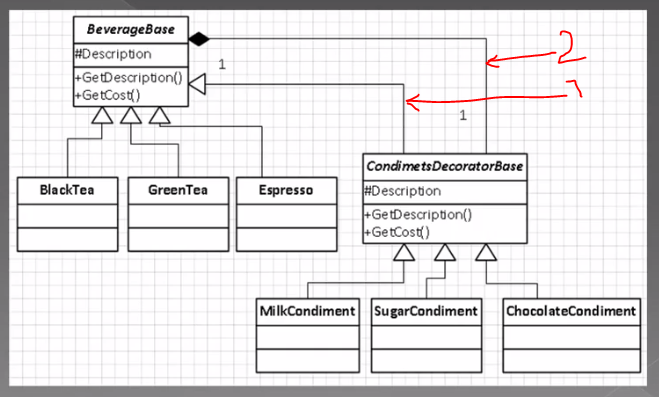 BeverageBase
#Description
+GetDescription()
+GetCost()
1
1
2
1
CondimetsDecoratorBase
#Description
+GetDescription()
+GetCost()
BlackTea
GreenTea
Espresso
MilkCondiment
SugarCondiment
ChocolateCondiment